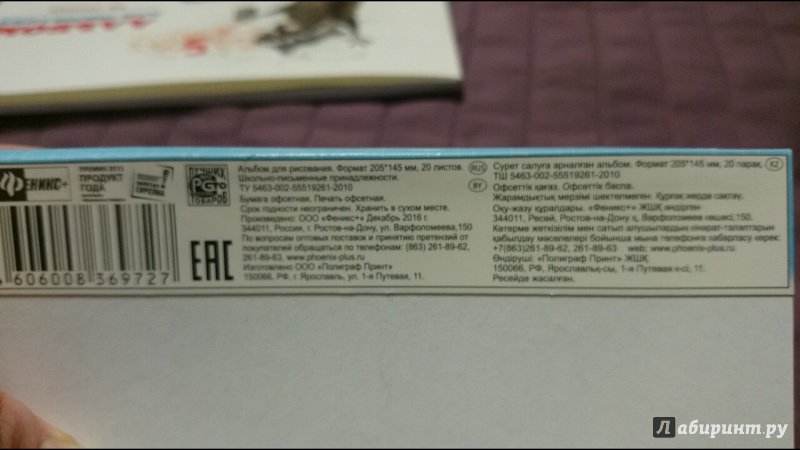 ФЕНИКС+
ПРОДУКТ
ГОДА
ЛУЧШИХ
ТОВАРОВ
4606008369727
ЕАС
Альбом для рисования. Формат 205*145 мм, 20 листов. RUS
Школьно-письменные принадлежности.
ТУ 5463-002-55519261-2010 BY
Бумага офсетная. Печать офсетная.
Срок годности неограничен. Хранить в сухом месте.
Произведено: ООО «Феникс+» Декабрь 2016 г.
344011, Россия, г. Ростов-на-Дону, ул. Варфоломеева,150
По вопросам оптовых поставок и принятию претензий от
покупателей обращаться по телефонам: (863) 261-89-62,
261-89-63, www.phoenix-plus.ru
Изготовлено ООО «Полиграф Принт»
150066, РФ, г. Ярославль, ул. 1-я Путевая, 11.
Сурет салуға арналған альбом. Формат 205*145 мм, 20 парақ. KZ
ТШ 5463-002-55519261-2010
Офсеттік қағаз. Офсеттік баспа.
Жарамдықтық мерзімі шектелмеген. Құрғақ жерде сақтау.
Оқу-жазу құралдары. «Феникс+» ЖШҚ өндірген
344011, Ресей, Ростов-на-Дону қ, Варфоломеев көшесі,150.
Көтерме жеткізілім мен сатып алушылардың қинарат-талаптарын
қабылдау мәселелері бойынша мына телефонға хабарласу керек:
+7(863)261-89-62, 261-89-63 web: www.phoenix-plus.ru
Өндіруші: «Полиграф Принт» ЖШҚ
150066, РФ, Ярославль қ-сы, 1-я Путевая 11.
Ресейде жасалған.
Лабиринт.ру